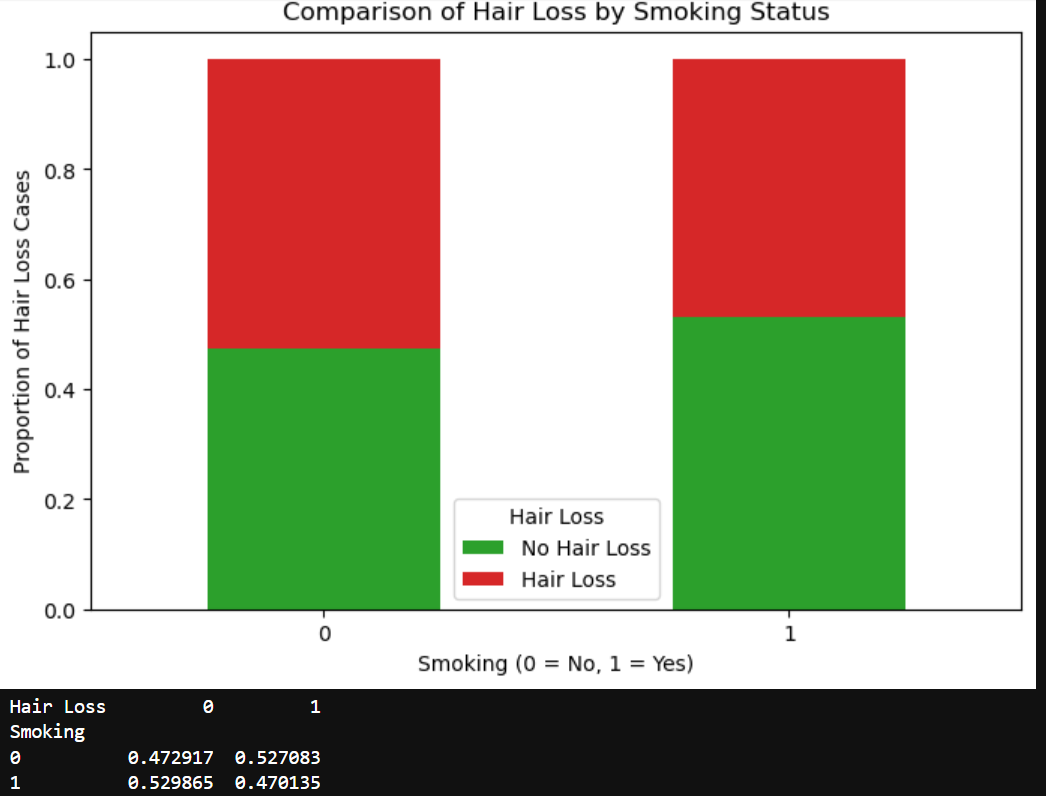 Comparison of Hair Loss by Smoking Status
1.0
0.8
0.6
0.4
0.2
0.0
Proportion of Hair Loss Cases
Hair Loss
No Hair Loss
Hair Loss
0 1
Smoking (0 = No, 1 = Yes)
Hair Loss 0 1
Smoking
0 0.472917 0.527083
1 0.529865 0.470135